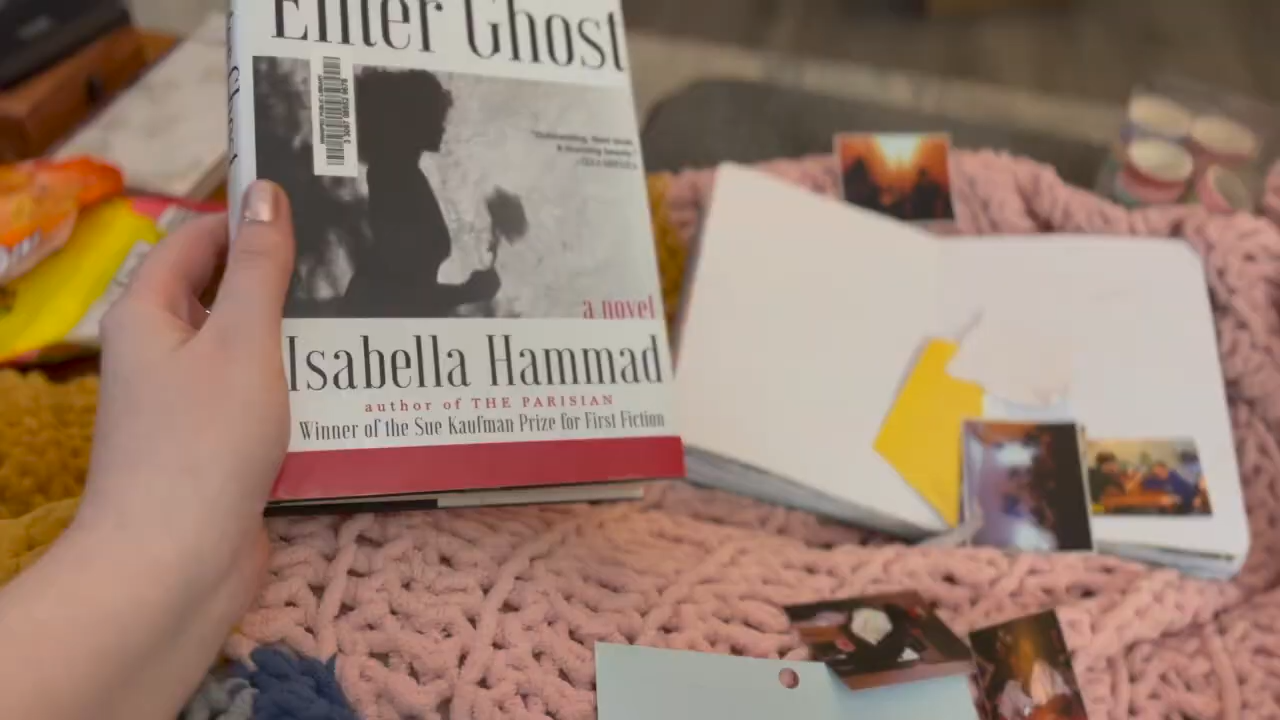 Enter Ghost
a novel
Isabella Hammad
author of THE PARISIAN
Winner of the Sue Kaufman Prize for First Fiction